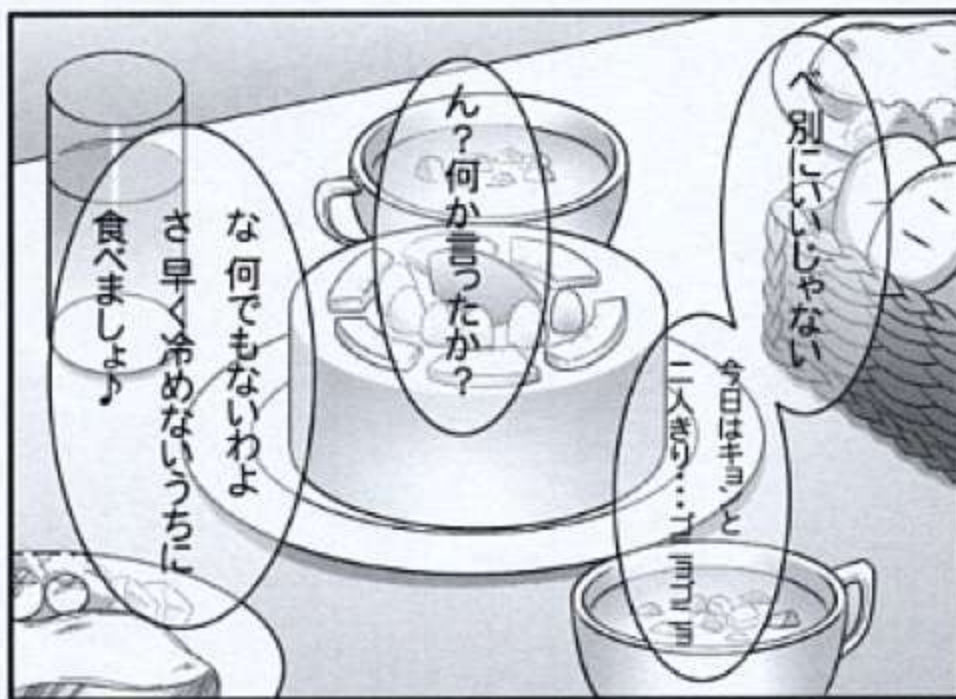 べ 別にいいじゃない
今日はキョンと
二人きり…ゴニョゴニョ
ん？何か言ったか？
な 何でもないわよ
さ 早く冷めないうちに
食べましょ♪